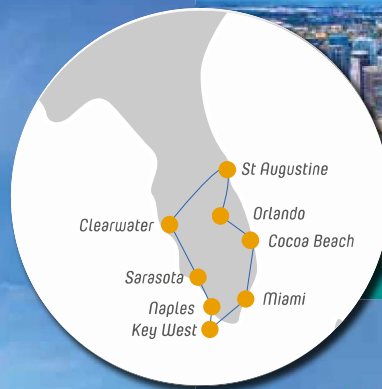 St Augustine
Orlando
Clearwater
Cocoa Beach
Sarasota
Miami
Naples
Key West